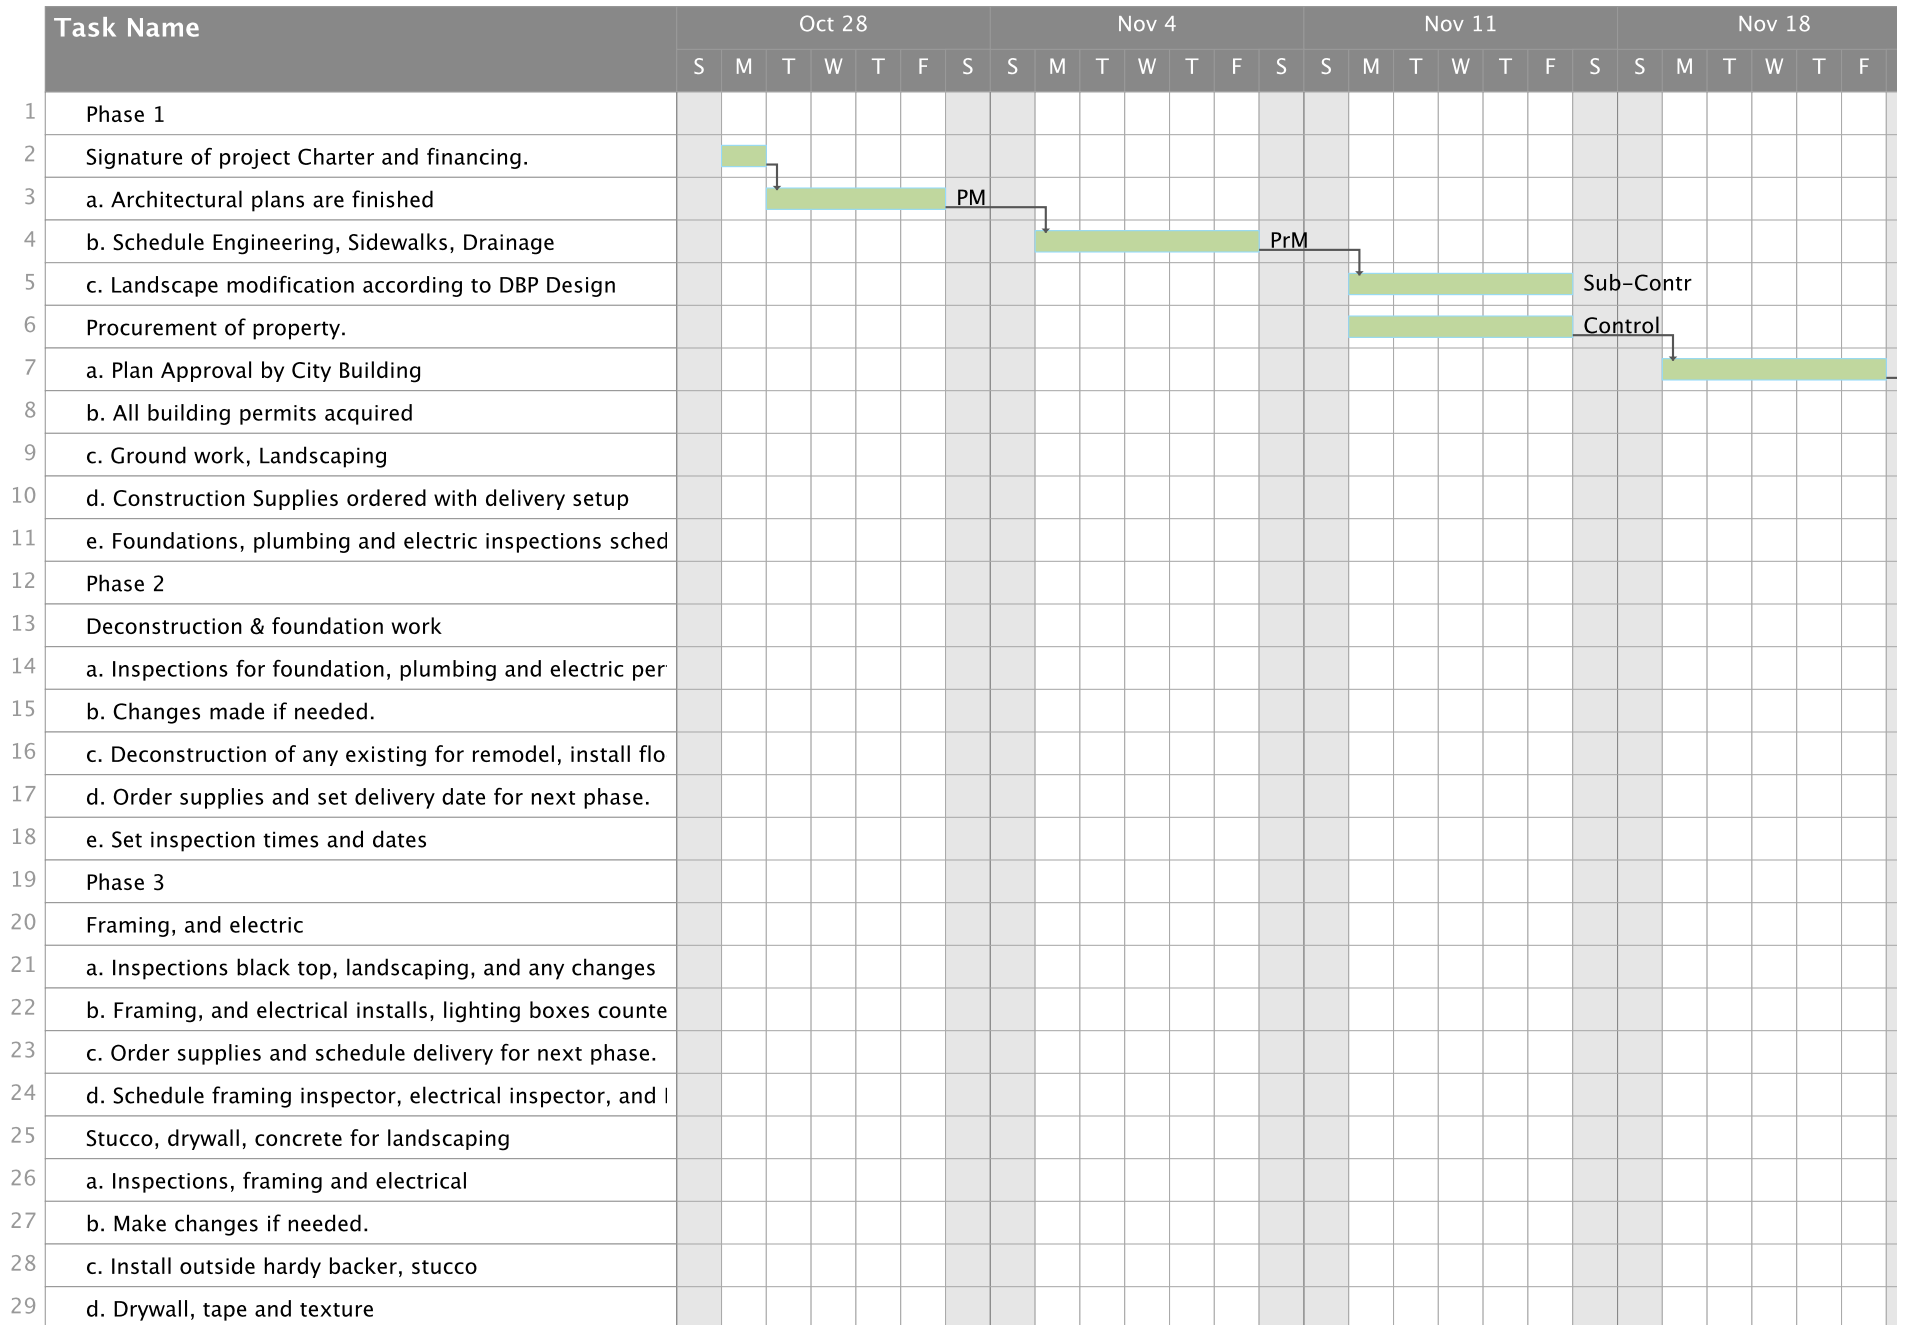 Task Name
Oct 28 Nov 4 Nov 11 Nov 18
S M T W T F S S M T W T F S S M T W T F S S M T W T F
1 Phase 1
2 Signature of project Charter and financing.
3 a. Architectural plans are finished PM
4 b. Schedule Engineering, Sidewalks, Drainage PrM
5 c. Landscape modification according to DBP Design Sub-Contr
6 Procurement of property. Control
7 a. Plan Approval by City Building
8 b. All building permits acquired
9 c. Ground work, Landscaping
10 d. Construction Supplies ordered with delivery setup
11 e. Foundations, plumbing and electric inspections sched
12 Phase 2
13 Deconstruction & foundation work
14 a. Inspections for foundation, plumbing and electric per
15 b. Changes made if needed.
16 c. Deconstruction of any existing for remodel, install flo
17 d. Order supplies and set delivery date for next phase.
18 e. Set inspection times and dates
19 Phase 3
20 Framing, and electric
21 a. Inspections black top, landscaping, and any changes
22 b. Framing, and electrical installs, lighting boxes counte
23 c. Order supplies and schedule delivery for next phase.
24 d. Schedule framing inspector, electrical inspector, and
25 Stucco, drywall, concrete for landscaping
26 a. Inspections, framing and electrical
27 b. Make changes if needed.
28 c. Install outside hardy backer, stucco
29 d. Drywall, tape and texture